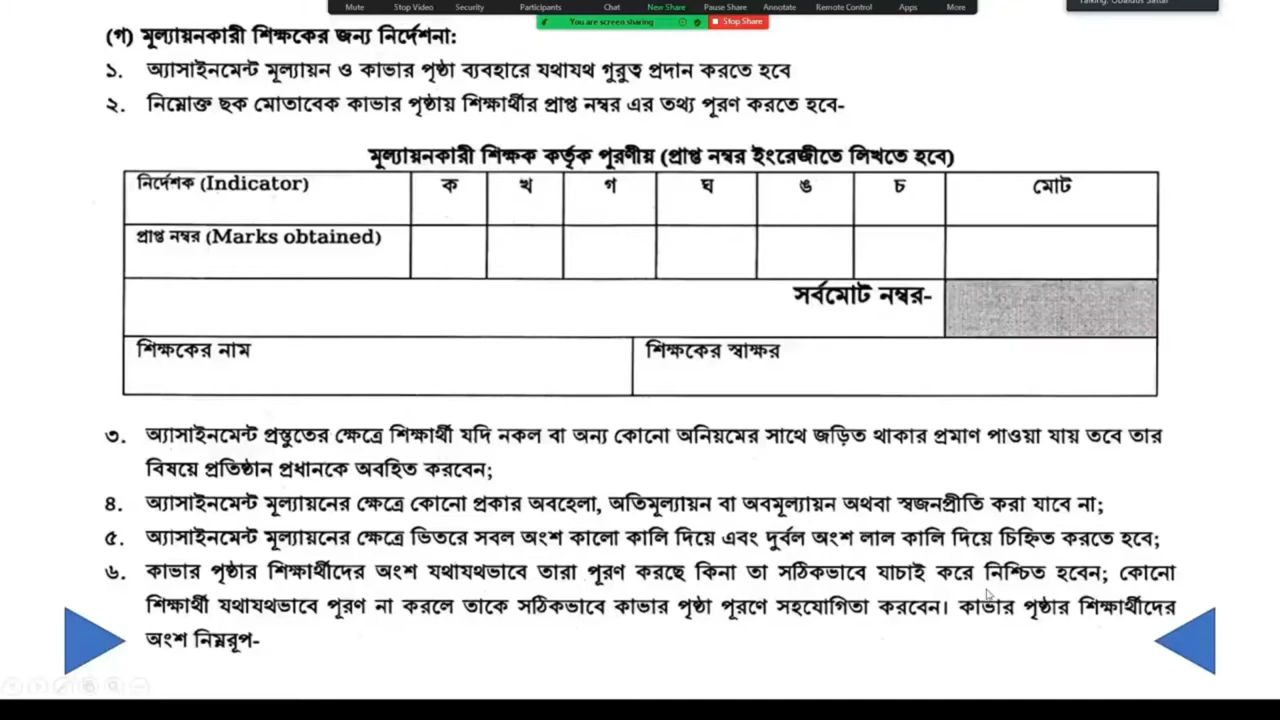 Mute Stop Video Security Participants Chat New Share Pause Share Annotate Remote Control Apps More
You are screen sharing Stop Share
Talking: Obaidus Sattar
(গ) মূল্যায়নকারী শিক্ষকের জন্য নির্দেশনা:
১. অ্যাসাইনমেন্ট মূল্যায়ন ও কাভার পৃষ্ঠা ব্যবহারে যথাযথ গুরুত্ব প্রদান করতে হবে
২. নিম্নোক্ত ছক মোতাবেক কাভার পৃষ্ঠায় শিক্ষার্থীর প্রাপ্ত নম্বর এর তথ্য পূরণ করতে হবে-
মূল্যায়নকারী শিক্ষক কর্তৃক পূরণীয় (প্রাপ্ত নম্বর ইংরেজীতে লিখতে হবে)
নির্দেশক (Indicator) ক খ গ ঘ ঙ চ মোট
প্রাপ্ত নম্বর (Marks obtained)
সর্বমোট নম্বর-
শিক্ষকের নাম শিক্ষকের স্বাক্ষর
৩. অ্যাসাইনমেন্ট প্রস্তুতের ক্ষেত্রে শিক্ষার্থী যদি নকল বা অন্য কোনো অনিয়মের সাথে জড়িত থাকার প্রমাণ পাওয়া যায় তবে তার
বিষয়ে প্রতিষ্ঠান প্রধানকে অবহিত করবেন;
৪. অ্যাসাইনমেন্ট মূল্যায়নের ক্ষেত্রে কোনো প্রকার অবহেলা, অতিমূল্যায়ন বা অবমূল্যায়ন অথবা স্বজনপ্রীতি করা যাবে না;
৫. অ্যাসাইনমেন্ট মূল্যায়নের ক্ষেত্রে ভিতরে সবল অংশ কালো কালি দিয়ে এবং দুর্বল অংশ লাল কালি দিয়ে চিহ্নিত করতে হবে;
৬. কাভার পৃষ্ঠার শিক্ষার্থীদের অংশ যথাযথভাবে তারা পূরণ করছে কিনা তা সঠিকভাবে যাচাই করে নিশ্চিত হবেন; কোনো
শিক্ষার্থী যথাযথভাবে পূরণ না করলে তাকে সঠিকভাবে কাভার পৃষ্ঠা পূরণে সহযোগিতা করবেন। কাভার পৃষ্ঠার শিক্ষার্থীদের
অংশ নিম্নরূপ-